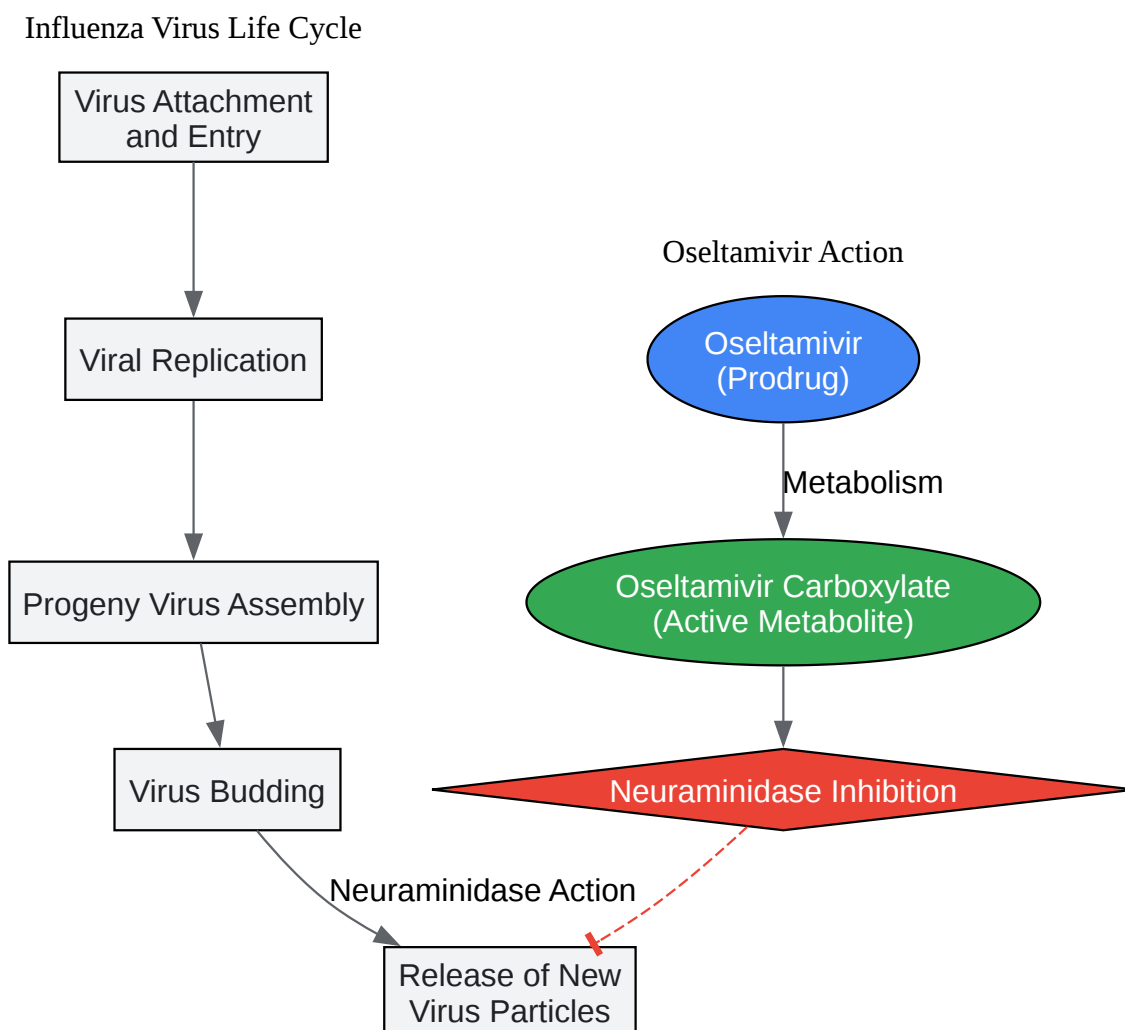 Influenza Virus Life Cycle
Virus Attachment
and Entry
Viral Replication
Progeny Virus Assembly
Virus Budding
Neuraminidase Action
Release of New
Virus Particles
Oseltamivir Action
Oseltamivir
(Prodrug)
Metabolism
Oseltamivir Carboxylate
(Active Metabolite)
Neuraminidase Inhibition